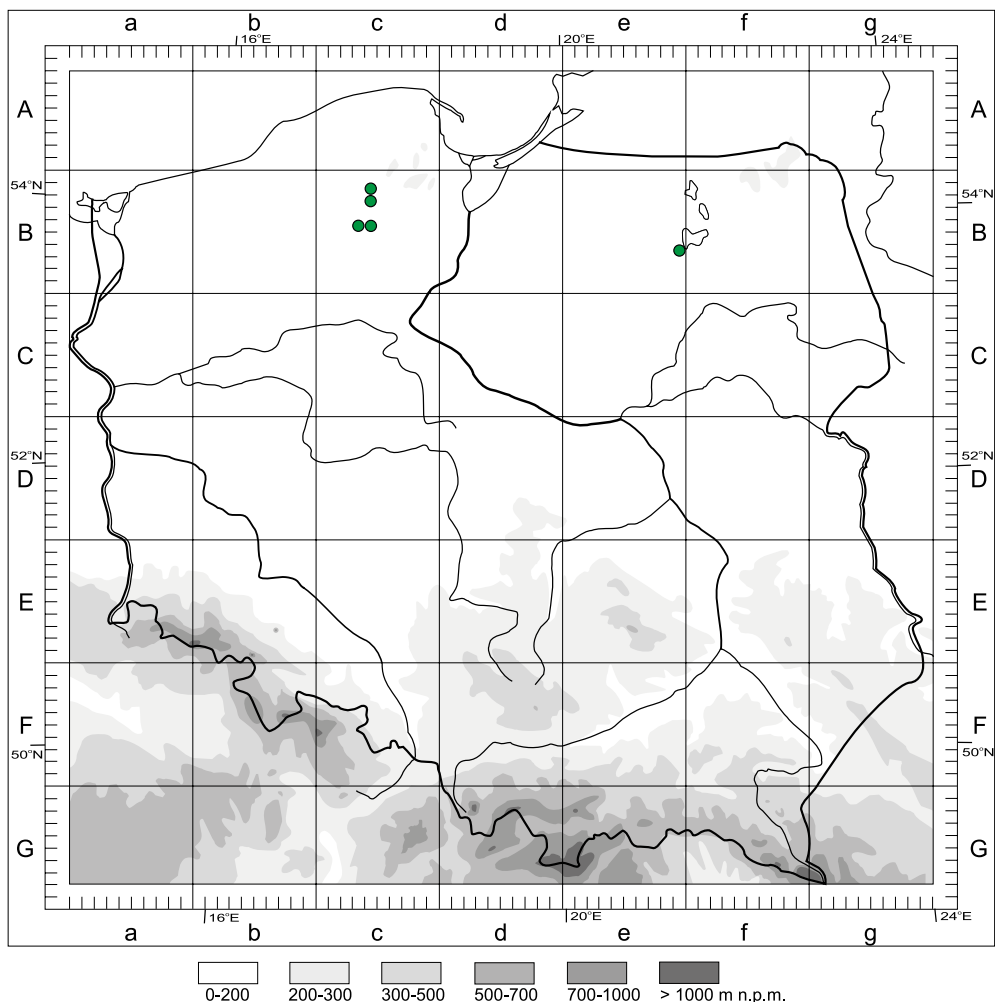 a b c d e f g
16°E 20°E 24°E
A A
54°N 54°N
B B
C C
52°N 52°N
D D
E E
F F
50°N 50°N
G G
16°E 20°E 24°E
a b c d e f g
0-200 200-300 300-500 500-700 700-1000 > 1000 m n.p.m.